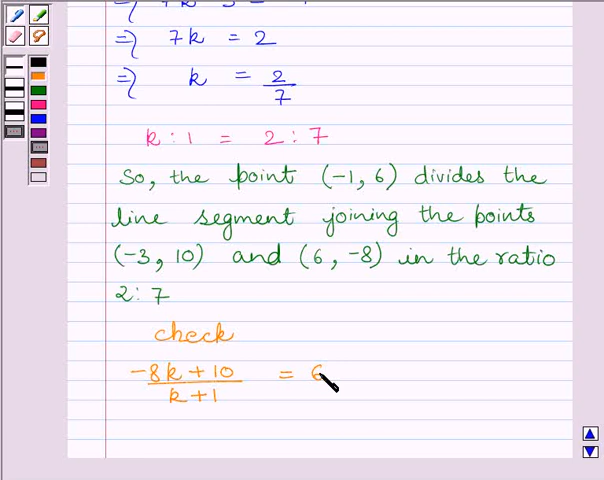 ⇒ 7k = 2
⇒ k = 2/7
k : 1 = 2 : 7
So, the point (-1, 6) divides the
line segment joining the points
(-3, 10) and (6, -8) in the ratio
2 : 7
check
(-8k + 10)/(k + 1) = 6